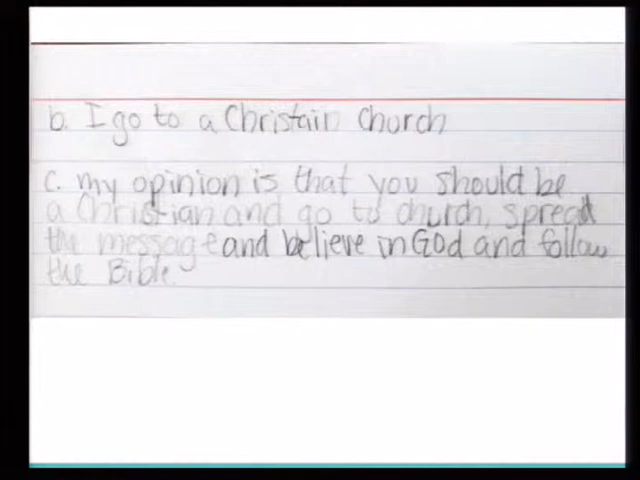 b. I go to a Christain Church
c. my opinion is that you should be
a Christian and go to church, spread
the message and believe in God and follow
the Bible